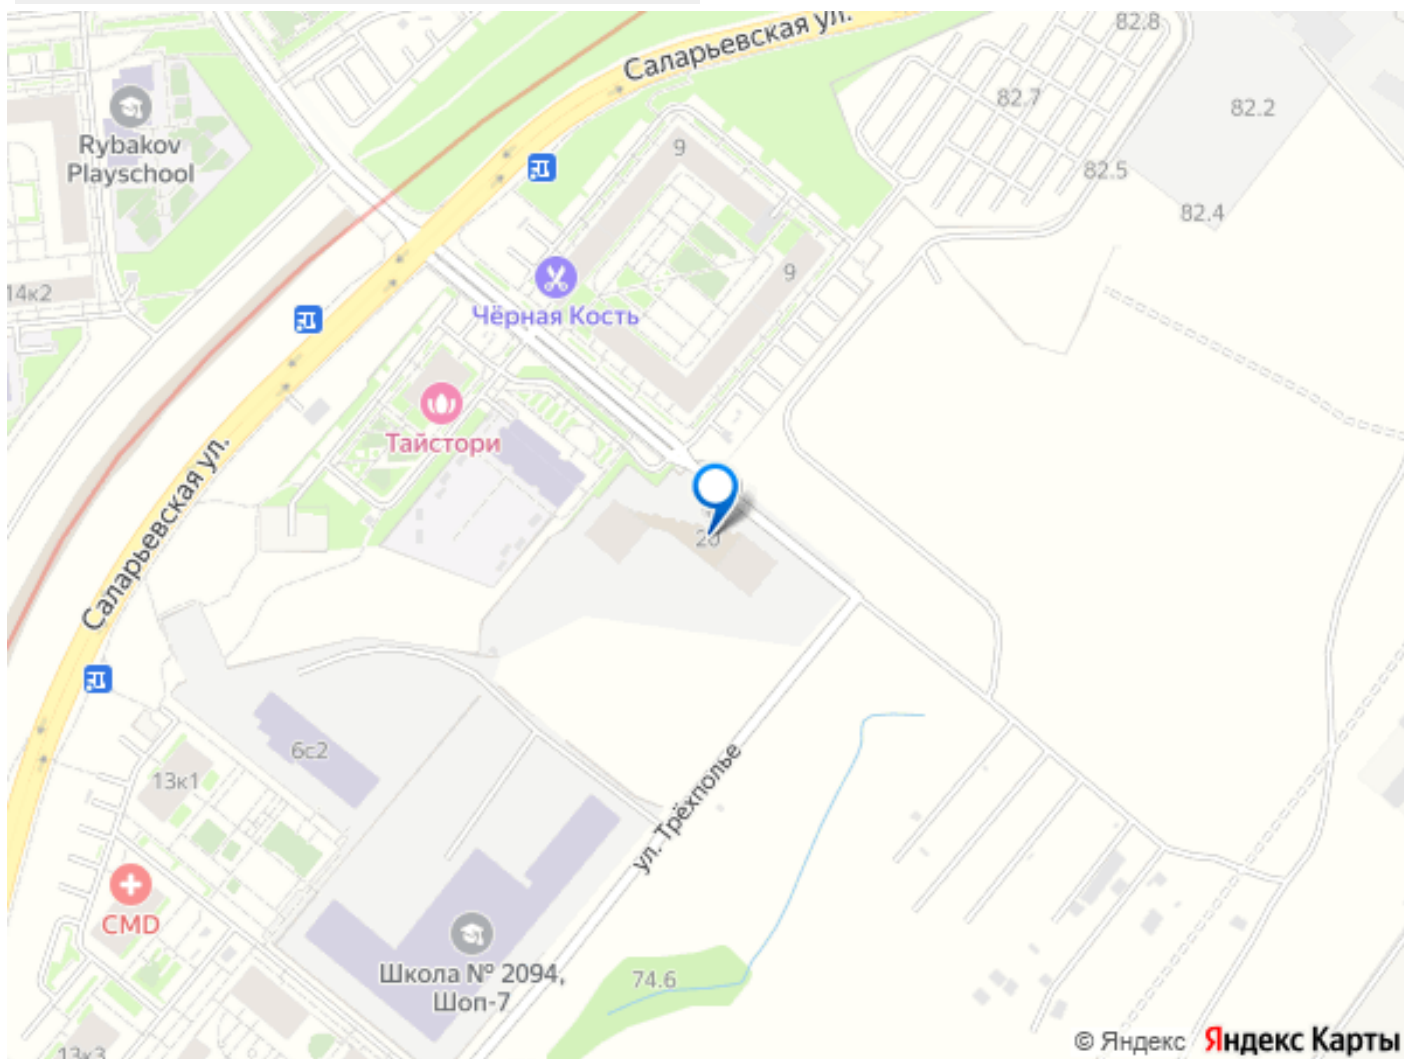 Саларьевская ул.
82.8
82.7
82.2
Rybakov
Playschool
9
82.5
82.4
9
14к2
Чёрная Кость
Тайстори
Саларьевская ул.
20
6с2
13к1
ул. Трёхполье
CMD
Школа № 2094,
Шоп-7
74.6
13к3
© Яндекс Яндекс Карты